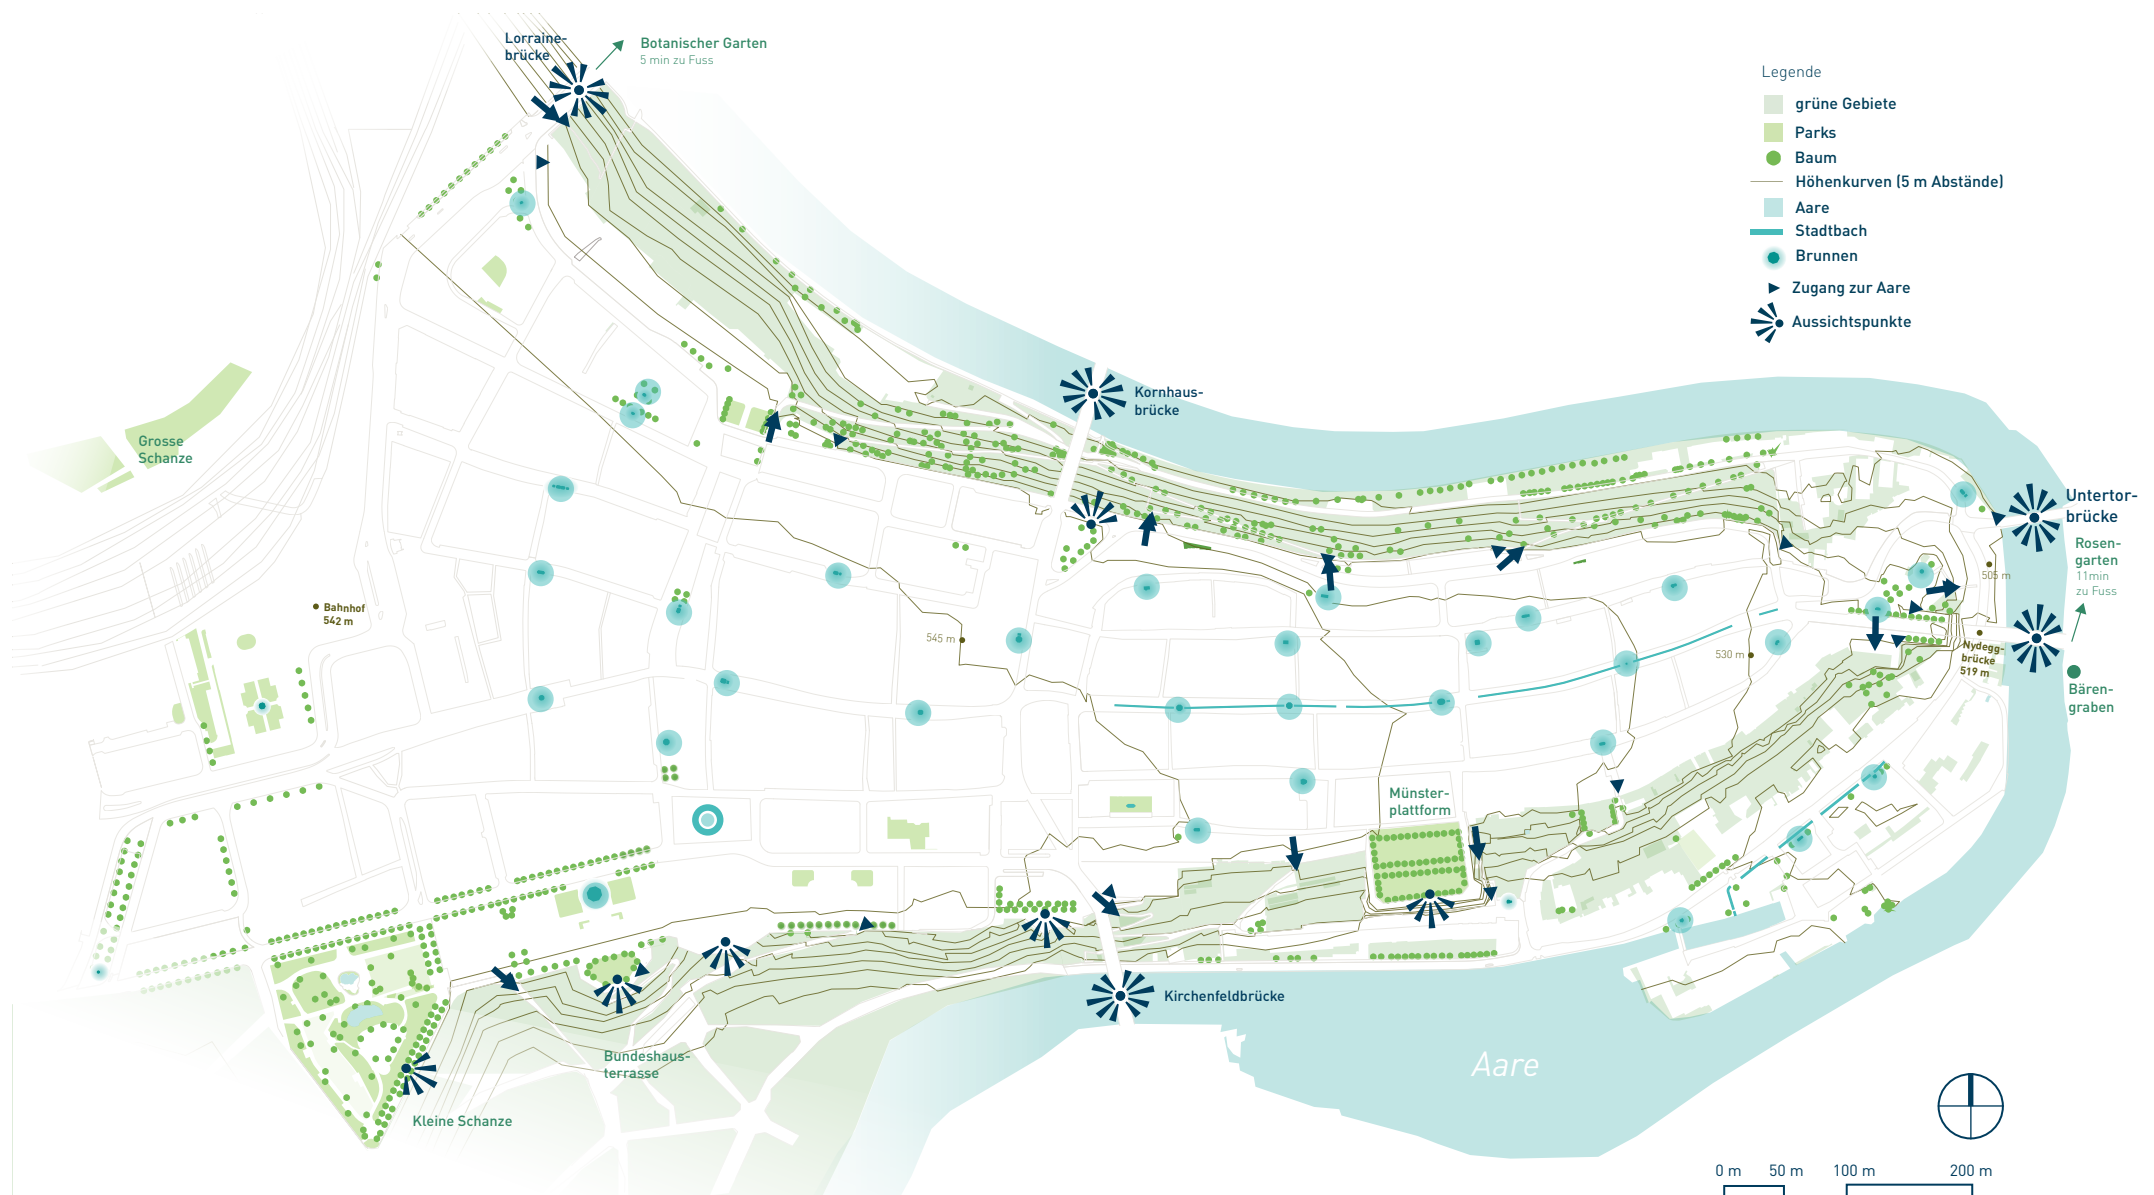 Lorraine-
brücke
Botanischer Garten
5 min zu Fuss
Legende
grüne Gebiete
Parks
Baum
Höhenkurven (5 m Abstände)
Aare
Stadtbach
Brunnen
Zugang zur Aare
Aussichtspunkte
Kornhaus-
brücke
Grosse
Schanze
Untertor-
brücke
Rosen-
garten
11min
zu Fuss
505 m
Bahnhof
542 m
545 m
530 m
Nydegg-
brücke
519 m
Bären-
graben
Münster-
plattform
Kirchenfeldbrücke
Bundeshaus-
terrasse
Aare
Kleine Schanze
0 m 50 m 100 m 200 m